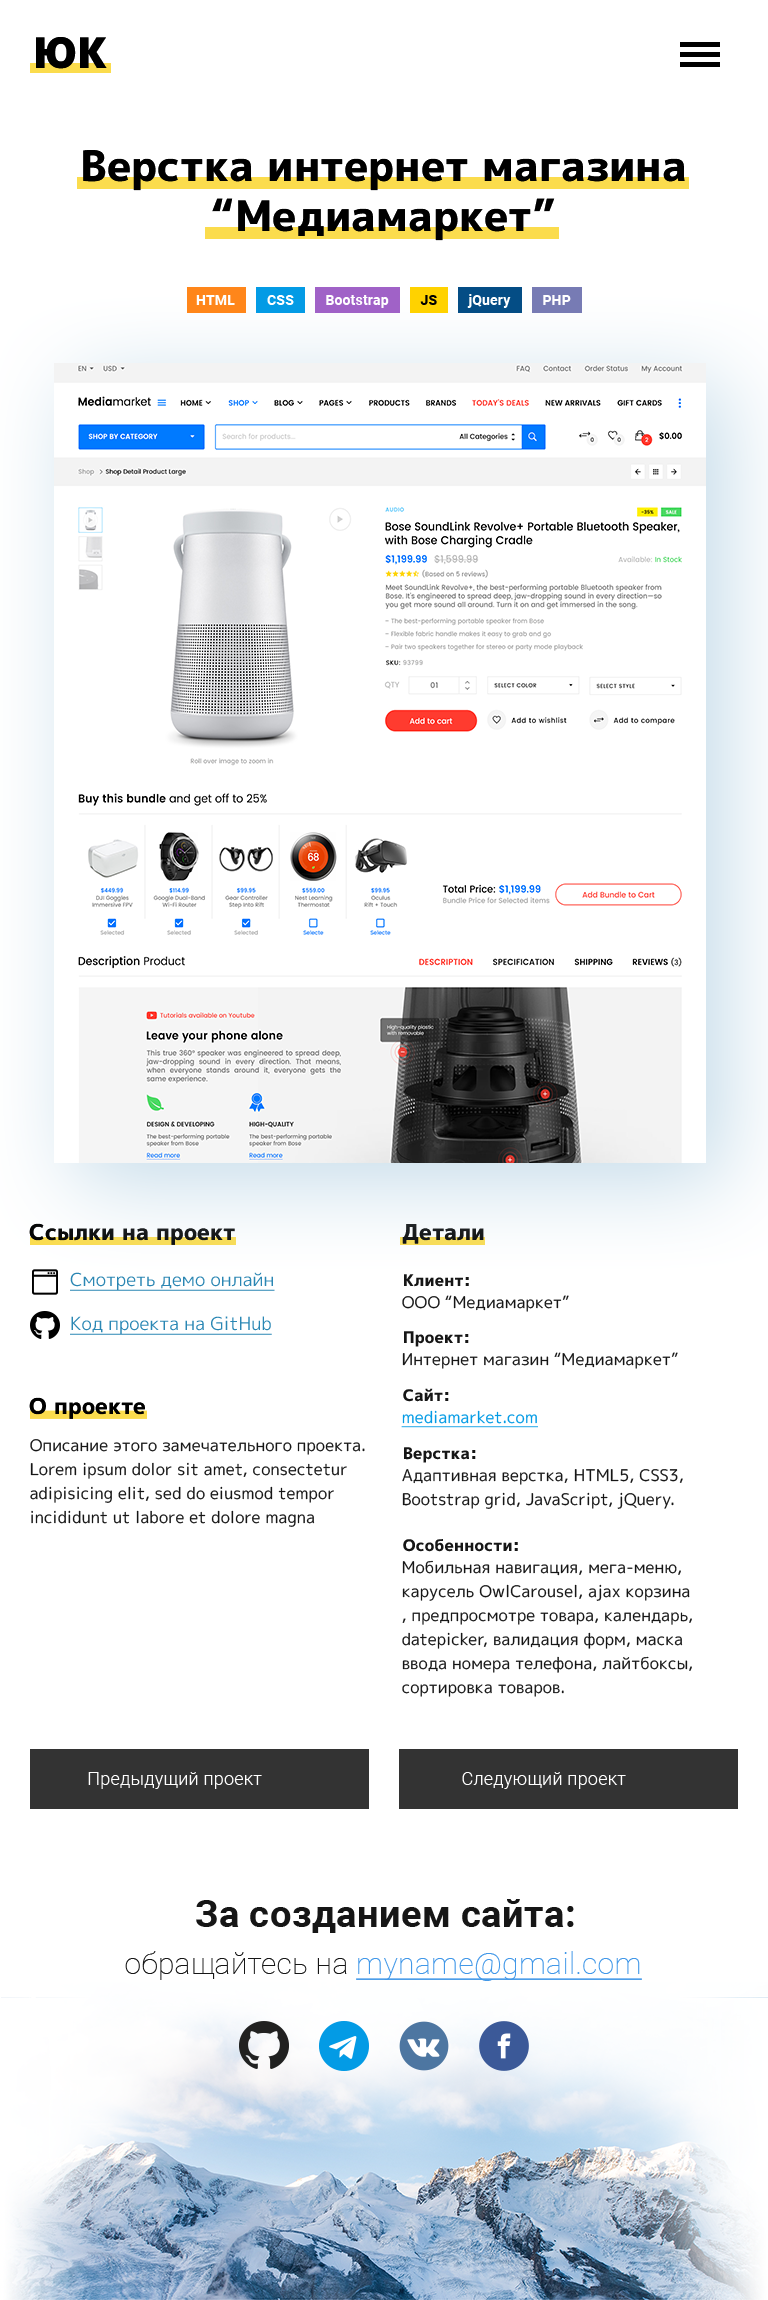 ЮК
Верстка интернет магазина
“Медиамаркет”
HTML CSS Bootstrap JS jQuery PHP
EN USD FAQ Contact Order Status My Account
Mediamarket HOME SHOP BLOG PAGES PRODUCTS BRANDS TODAY'S DEALS NEW ARRIVALS GIFT CARDS
SHOP BY CATEGORY Search for products... All Categories 0 0 2 $0.00
Shop > Shop Detail Product Large
AUDIO -35% SALE
Bose SoundLink Revolve+ Portable Bluetooth Speaker,
with Bose Charging Cradle
$1,199.99 $1,599.99 Available: In Stock
(Based on 5 reviews)
Meet SoundLink Revolve+, the best-performing portable Bluetooth speaker from
Bose. It's engineered to spread deep, jaw-dropping sound in every direction—so
you get more sound all around. Turn it on and get immersed in the song.
– The best-performing portable speaker from Bose
– Flexible fabric handle makes it easy to grab and go
– Pair two speakers together for stereo or party mode playback
SKU: 93799
QTY 01 SELECT COLOR SELECT STYLE
Add to cart Add to wishlist Add to compare
Roll over image to zoom in
Buy this bundle and get off to 25%
68
$449.99 $114.99 $99.95 $559.00 $99.95
DJI Goggles Google Dual-Band Gear Controller Nest Learning Oculus
Immersive FPV Wi-Fi Router Step Into Rift Thermostat Rift + Touch
Total Price: $1,199.99 Add Bundle to Cart
Bundle Price for Selected items
Selected Selected Selected Selecte Selecte
Description Product DESCRIPTION SPECIFICATION SHIPPING REVIEWS (3)
Tutorials available on Youtube
Leave your phone alone
This true 360° speaker was engineered to spread deep,
jaw-dropping sound in every direction. That means,
when everyone stands around it, everyone gets the
same experience.
High-quality plastic
with removable
DESIGN & DEVELOPING HIGH-QUALITY
The best-performing portable The best-performing portable
speaker from Bose speaker from Bose
Read more Read more
Ссылки на проект
Смотреть демо онлайн
Код проекта на GitHub
О проекте
Описание этого замечательного проекта.
Lorem ipsum dolor sit amet, consectetur
adipisicing elit, sed do eiusmod tempor
incididunt ut labore et dolore magna
Детали
Клиент:
ООО “Медиамаркет”
Проект:
Интернет магазин “Медиамаркет”
Сайт:
mediamarket.com
Верстка:
Адаптивная верстка, HTML5, CSS3,
Bootstrap grid, JavaScript, jQuery.
Особенности:
Мобильная навигация, мега-меню,
карусель OwlCarousel, ajax корзина
, предпросмотре товара, календарь,
datepicker, валидация форм, маска
ввода номера телефона, лайтбоксы,
сортировка товаров.
Предыдущий проект Следующий проект
За созданием сайта:
обращайтесь на myname@gmail.com